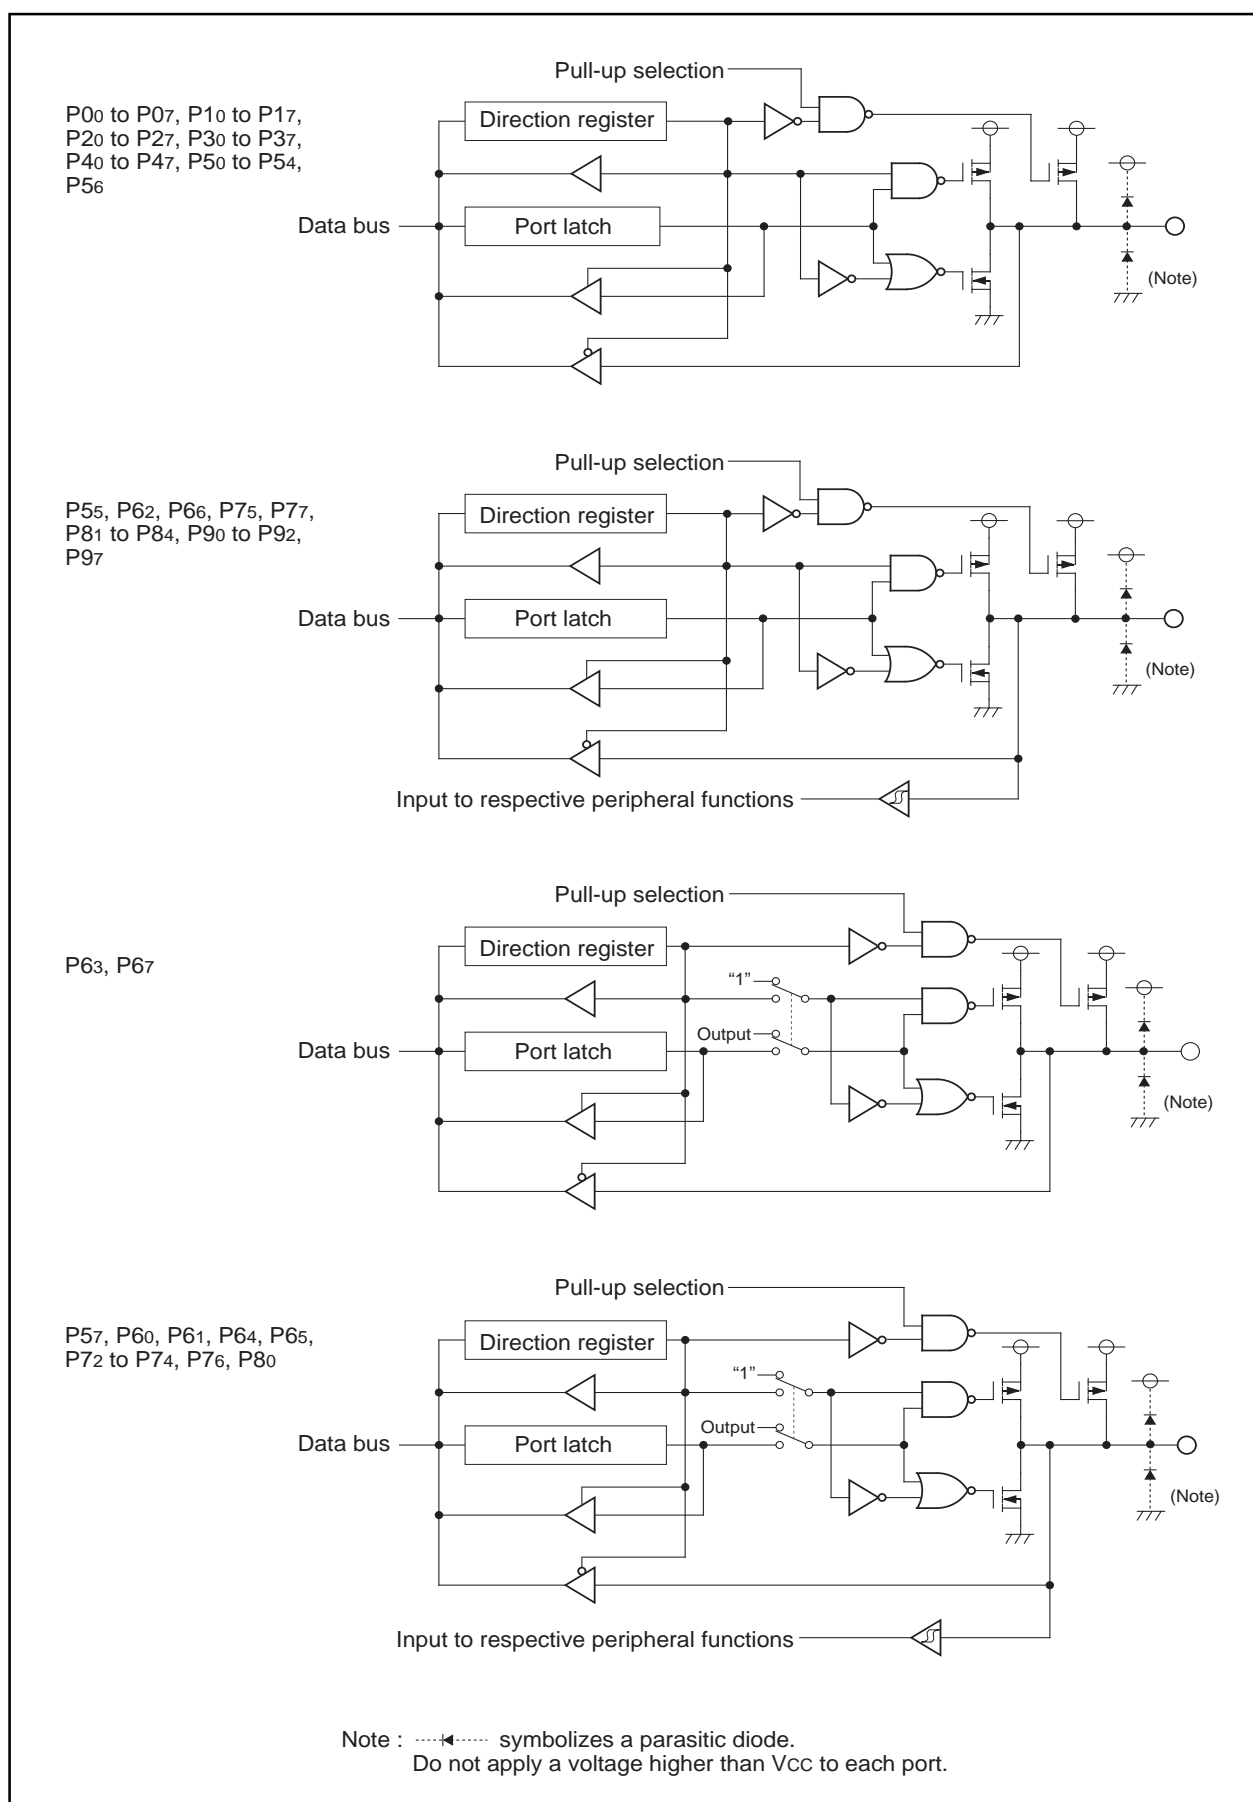 Pull-up selection
P00 to P07, P10 to P17,
P20 to P27, P30 to P37,
P40 to P47, P50 to P54,
P56
Direction register
Data bus
Port latch
(Note)
Pull-up selection
P55, P62, P66, P75, P77,
P81 to P84, P90 to P92,
P97
Direction register
Data bus
Port latch
(Note)
Input to respective peripheral functions
Pull-up selection
P63, P67
Direction register
“1”
Output
Data bus
Port latch
(Note)
Pull-up selection
P57, P60, P61, P64, P65,
P72 to P74, P76, P80
Direction register
“1”
Output
Data bus
Port latch
(Note)
Input to respective peripheral functions
Note : symbolizes a parasitic diode.
Do not apply a voltage higher than VCC to each port.